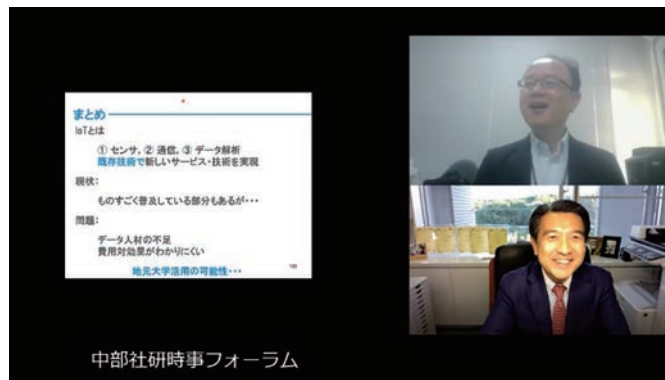 まとめ
IoTとは
① センサ, ② 通信, ③ データ解析
既存技術で新しいサービス・技術を実現
現状:
ものすごく普及している部分もあるが・・・
問題:
データ人材の不足
費用対効果がわかりにくい
地元大学活用の可能性・・・
中部社研時事フォーラム